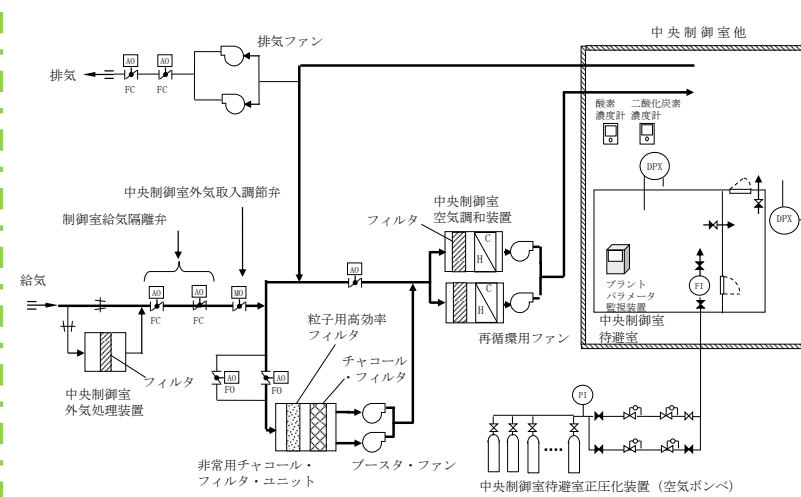 中央制御室他
排気ファン
AO
AO
排気
FC
FC
酸素
濃度計
二酸化炭素
濃度計
DPX
DPX
中央制御室外気取入調節弁
制御室給気隔離弁
中央制御室
空気調和装置
フィルタ
C
H
C
H
AO
給気
AO
AO
MO
FC
FC
プラント
パラメータ
監視装置
FI
中央制御室
待避室
再循環用ファン
粒子用高効率
フィルタ
チャコール
・フィルタ
フィルタ
中央制御室
外気処理装置
AO
FO
AO
FO
PI
非常用チャコール・
フィルタ・ユニット
ブースタ・ファン
中央制御室待避室正圧化装置（空気ボンベ）